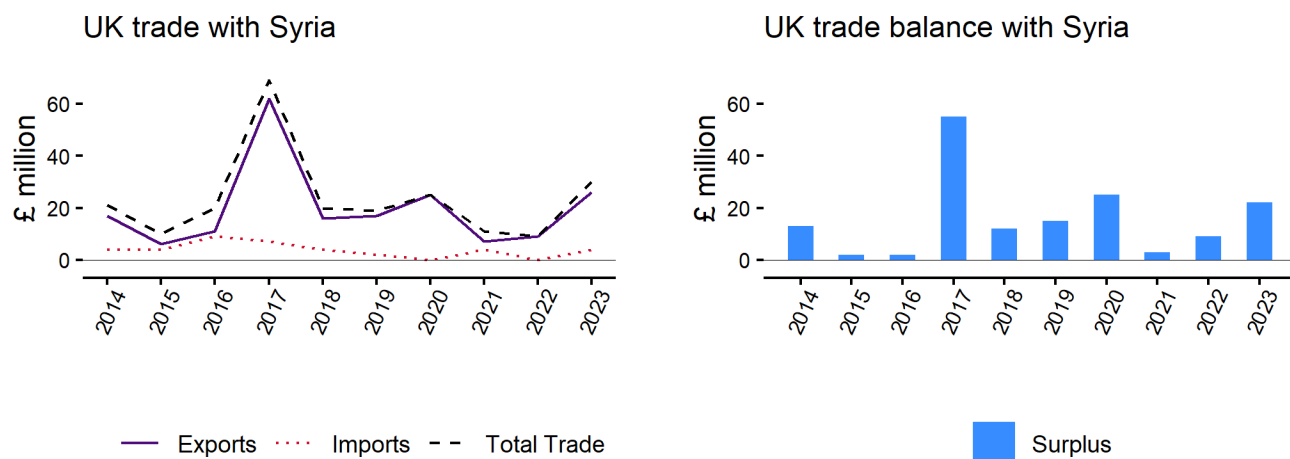 UK trade with Syria
£ million
60
40
20
0
2014 2015 2016 2017 2018 2019 2020 2021 2022 2023
Exports Imports Total Trade
UK trade balance with Syria
£ million
60
40
20
0
2014 2015 2016 2017 2018 2019 2020 2021 2022 2023
Surplus